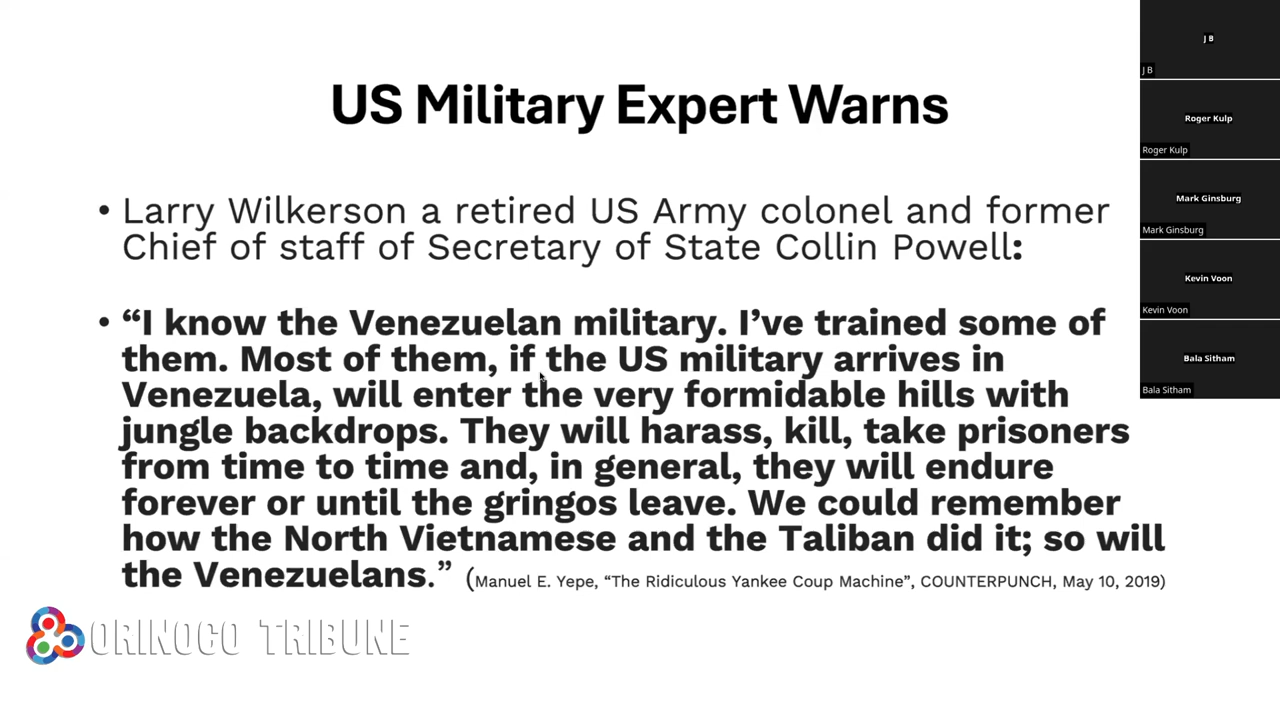 US Military Expert Warns
• Larry Wilkerson a retired US Army colonel and former
Chief of staff of Secretary of State Collin Powell:
• “I know the Venezuelan military. I’ve trained some of
them. Most of them, if the US military arrives in
Venezuela, will enter the very formidable hills with
jungle backdrops. They will harass, kill, take prisoners
from time to time and, in general, they will endure
forever or until the gringos leave. We could remember
how the North Vietnamese and the Taliban did it; so will
the Venezuelans.” (Manuel E. Yepe, “The Ridiculous Yankee Coup Machine”, COUNTERPUNCH, May 10, 2019)
ORINOCO TRIBUNE
J B
J B
Roger Kulp
Roger Kulp
Mark Ginsburg
Mark Ginsburg
Kevin Voon
Kevin Voon
Bala Sitham
Bala Sitham